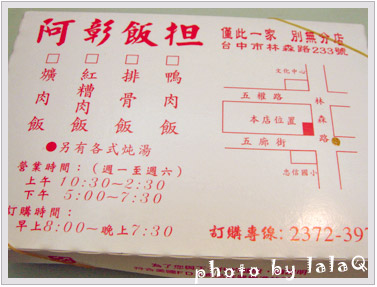 阿彰飯担
僅此一家 別無分店
台中市林森路233號
爌肉飯
紅糟肉飯
排骨飯
鴨肉飯
●另有各式炖湯
營業時間：(週一至週六)
上午 10:30~2:30
下午 5:00~7:30
訂購時間：
早上8:00~晚上7:30
文化中心
五權路
林森路
本店位置
五廊街
忠信國小
訂購專線：2372-397
photo by lalaQ